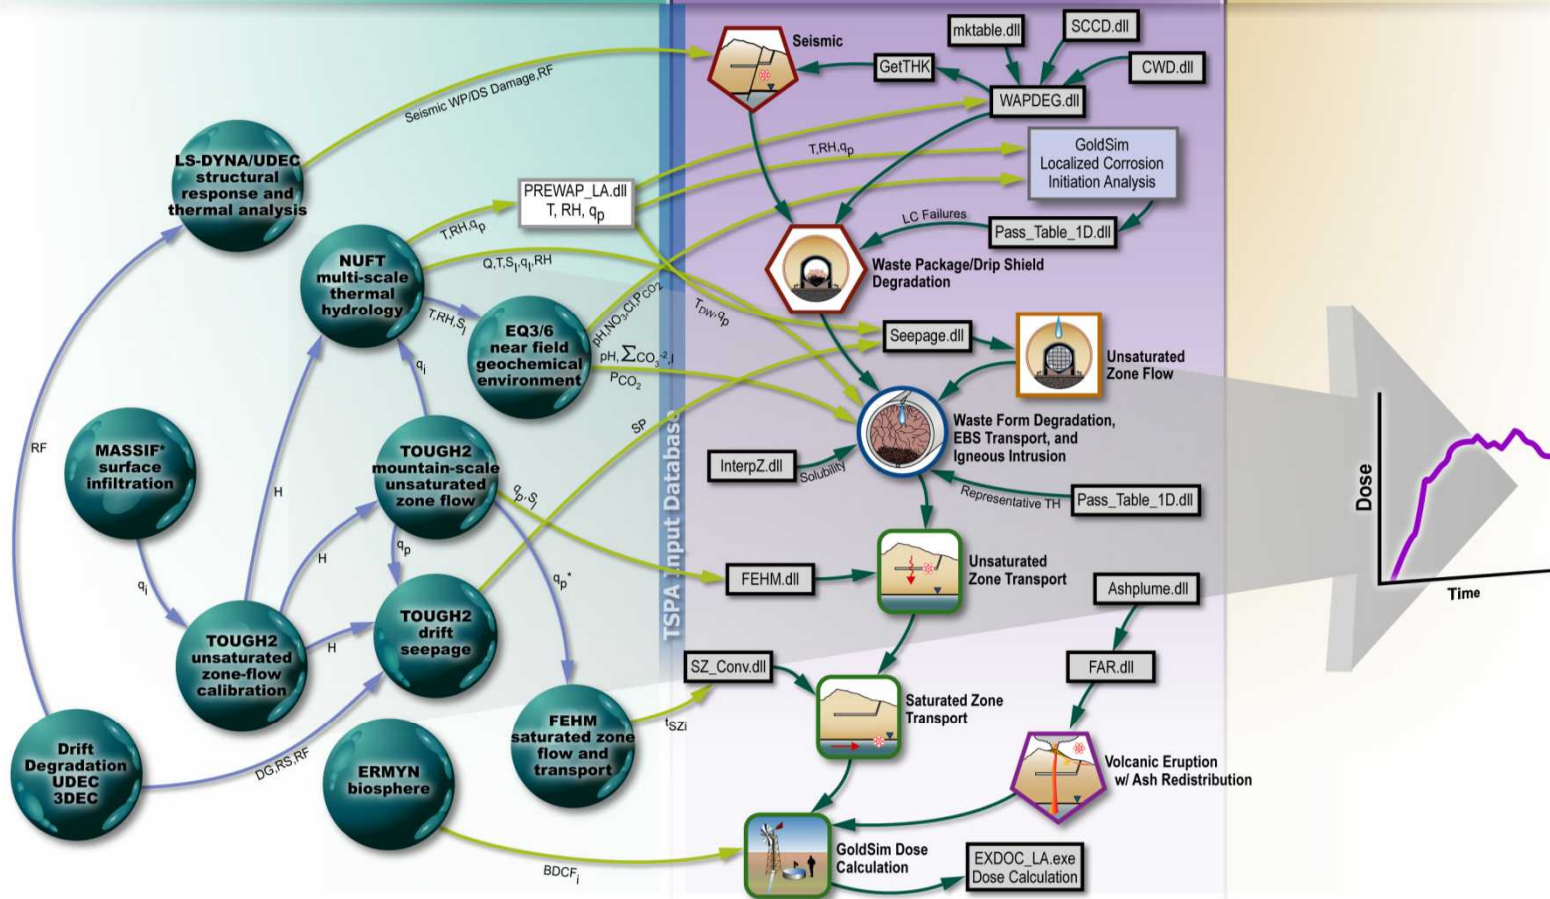 Seismic
mktable.dll
SCCD.dll
GetTHK
CWD.dll
WAPDEG.dll
Seismic WP/DS Damage,RF
LS-DYNA/UDEC
structural
response and
thermal analysis
PREWAP_LA.dll
T, RH, qp
T,RH,qp
GoldSim
Localized Corrosion
Initiation Analysis
T,RH,qp
LC Failures
Pass_Table_1D.dll
NUFT
multi-scale
thermal
hydrology
Q,T,Sl,ql,RH
Waste Package/Drip Shield
Degradation
T,RH,Sl
pH,NO3,Cl,PCO2
TDW,qp
EQ3/6
near field
geochemical
environment
pH, ∑CO3-2,I
PCO2
Seepage.dll
Unsaturated
Zone Flow
qi
RF
MASSIF*
surface
infiltration
H
TOUGH2
mountain-scale
unsaturated
zone flow
SP
TSPA Input Database
Waste Form Degradation,
EBS Transport, and
Igneous Intrusion
InterpZ.dll
Solubility
Representative TH
Pass_Table_1D.dll
Dose
Time
qp,Sl
H
qp
qp*
qi
FEHM.dll
Unsaturated
Zone Transport
Ashplume.dll
TOUGH2
unsaturated
zone-flow
calibration
H
TOUGH2
drift
seepage
SZ_Conv.dll
FAR.dll
Saturated Zone
Transport
Drift
Degradation
UDEC
3DEC
DG,RS,RF
FEHM
saturated zone
flow and
transport
tSZi
ERMYN
biosphere
Volcanic Eruption
w/ Ash Redistribution
BDCFi
GoldSim Dose
Calculation
EXDOC_LA.exe
Dose Calculation